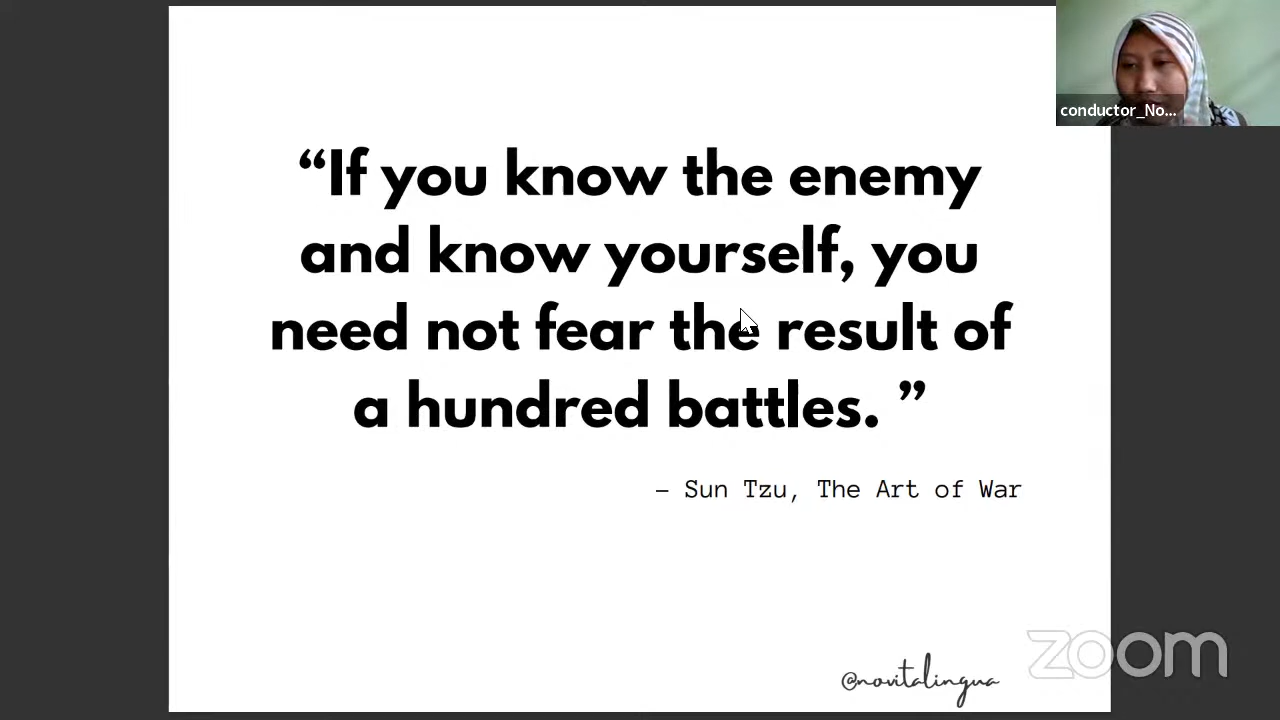 conductor_No...
“If you know the enemy
and know yourself, you
need not fear the result of
a hundred battles. ”
– Sun Tzu, The Art of War
@novitalingua
zoom